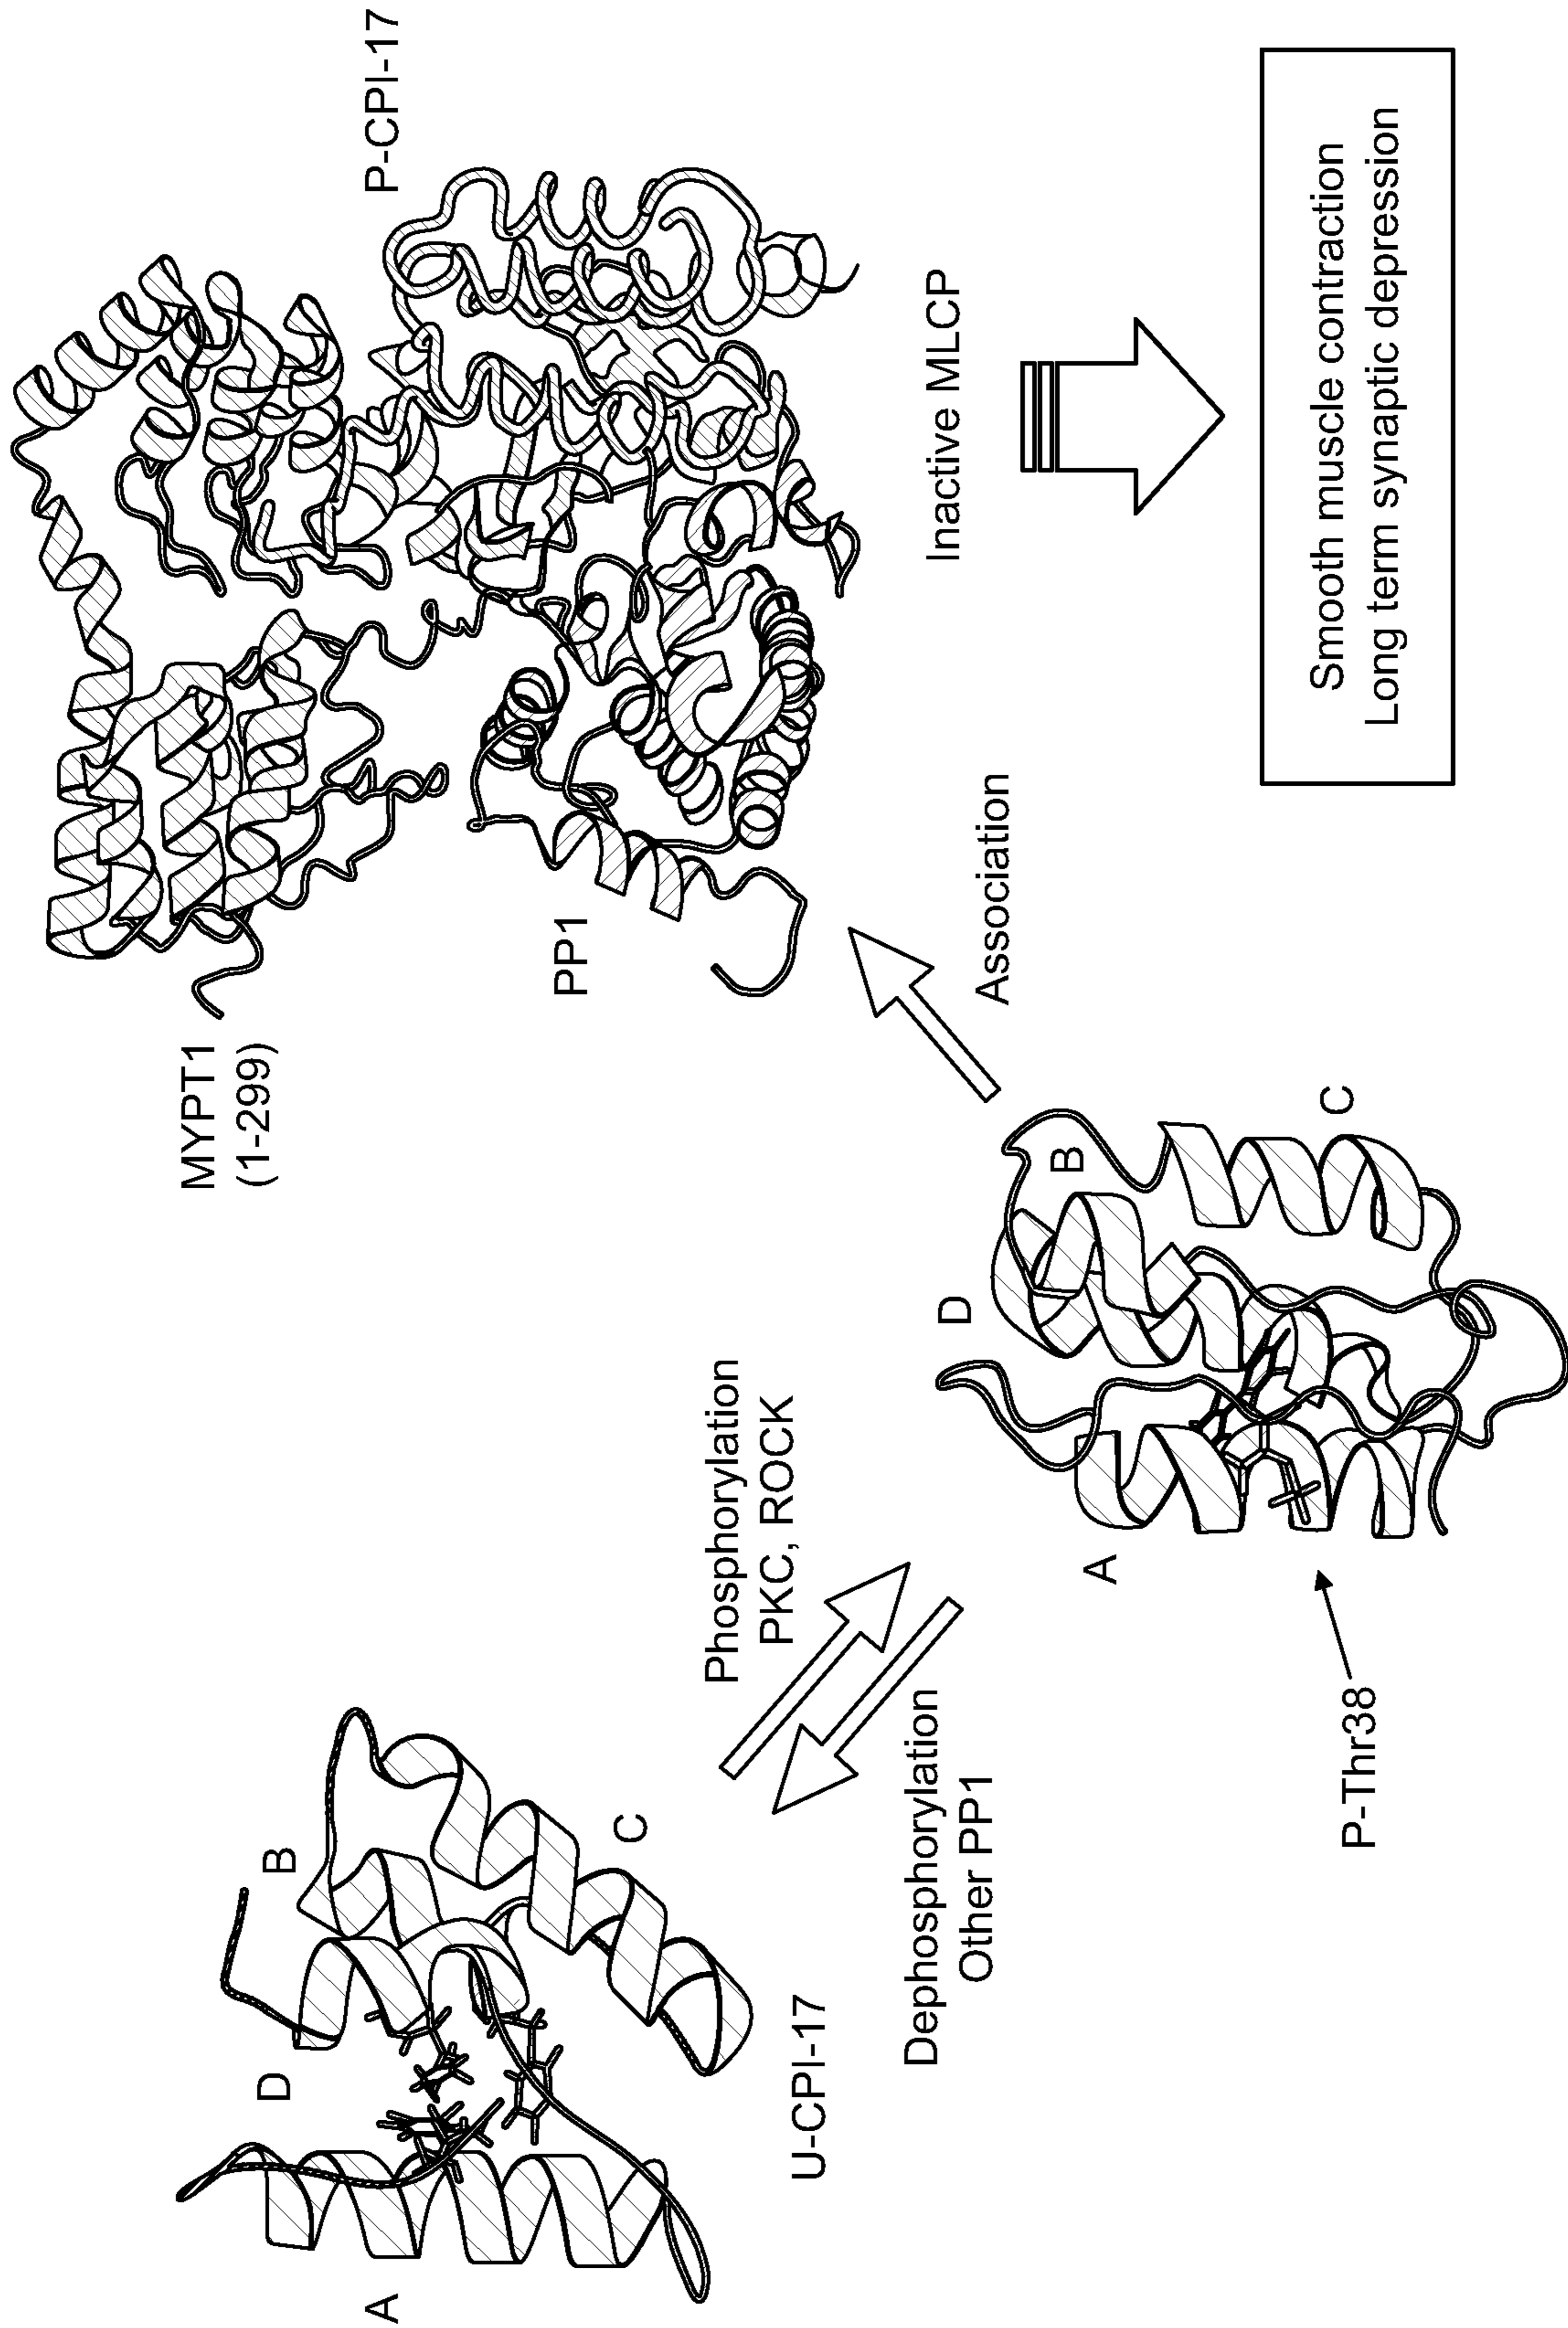 D
B
A
C
U-CPI-17
Phosphorylation
PKC, ROCK
Dephosphorylation
Other PP1
D
B
A
C
P-Thr38
Association
MYPT1
(1-299)
P-CPI-17
PP1
Inactive MLCP
Smooth muscle contraction
Long term synaptic depression